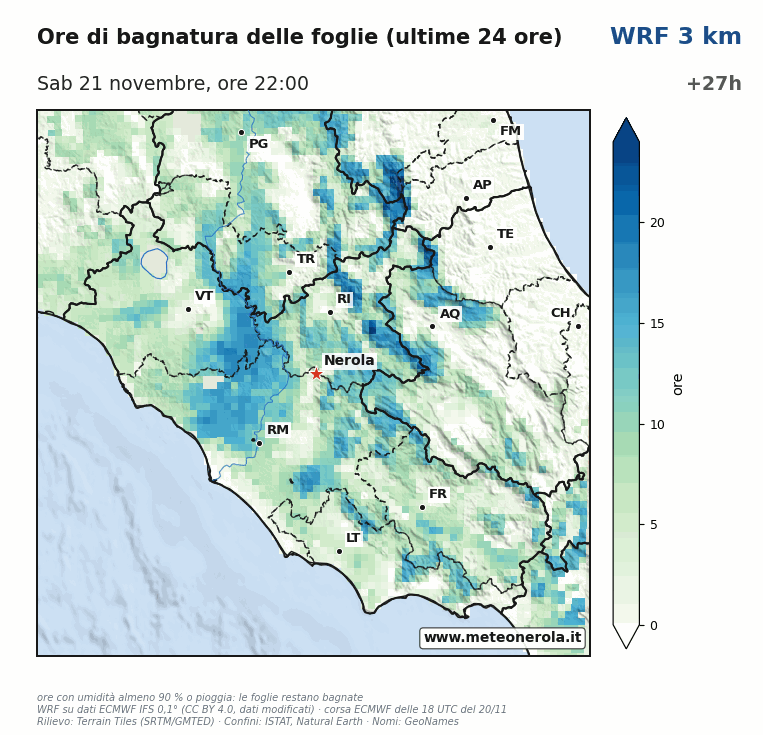 Ore di bagnatura delle foglie (ultime 24 ore)
WRF 3 km
Sab 21 novembre, ore 22:00
+27h
FM
PG
AP
TE
TR
VT
RI
AQ
CH
Nerola
RM
FR
LT
www.meteonerola.it
20
15
10
5
0
ore
ore con umidità almeno 90 % o pioggia: le foglie restano bagnate
WRF su dati ECMWF IFS 0,1° (CC BY 4.0, dati modificati) · corsa ECMWF delle 18 UTC del 20/11
Rilievo: Terrain Tiles (SRTM/GMTED) · Confini: ISTAT, Natural Earth · Nomi: GeoNames